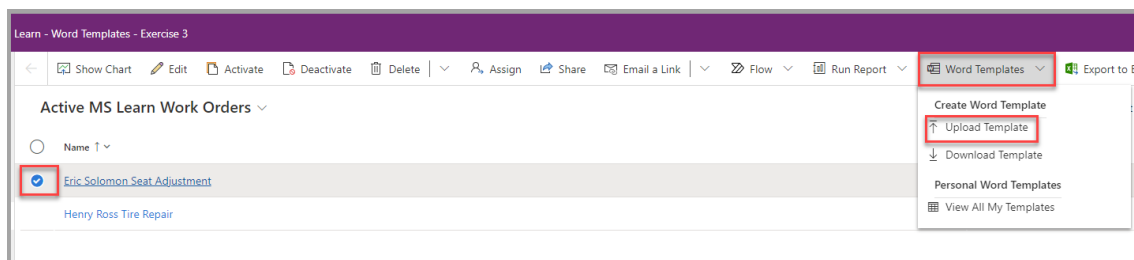 Learn - Word Templates - Exercise 3
Show Chart Edit Activate Deactivate Delete Assign Share Email a Link Flow Run Report Word Templates Export to E
Active MS Learn Work Orders
Create Word Template
Name
Upload Template
Download Template
Eric Solomon Seat Adjustment
Personal Word Templates
Henry Ross Tire Repair
View All My Templates